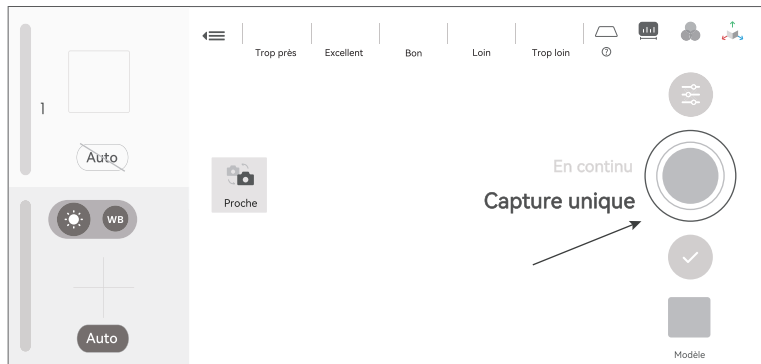 Trop près
Excellent
Bon
Loin
Trop loin
?
1
Auto
Proche
En continu
Capture unique
WB
Auto
Modèle